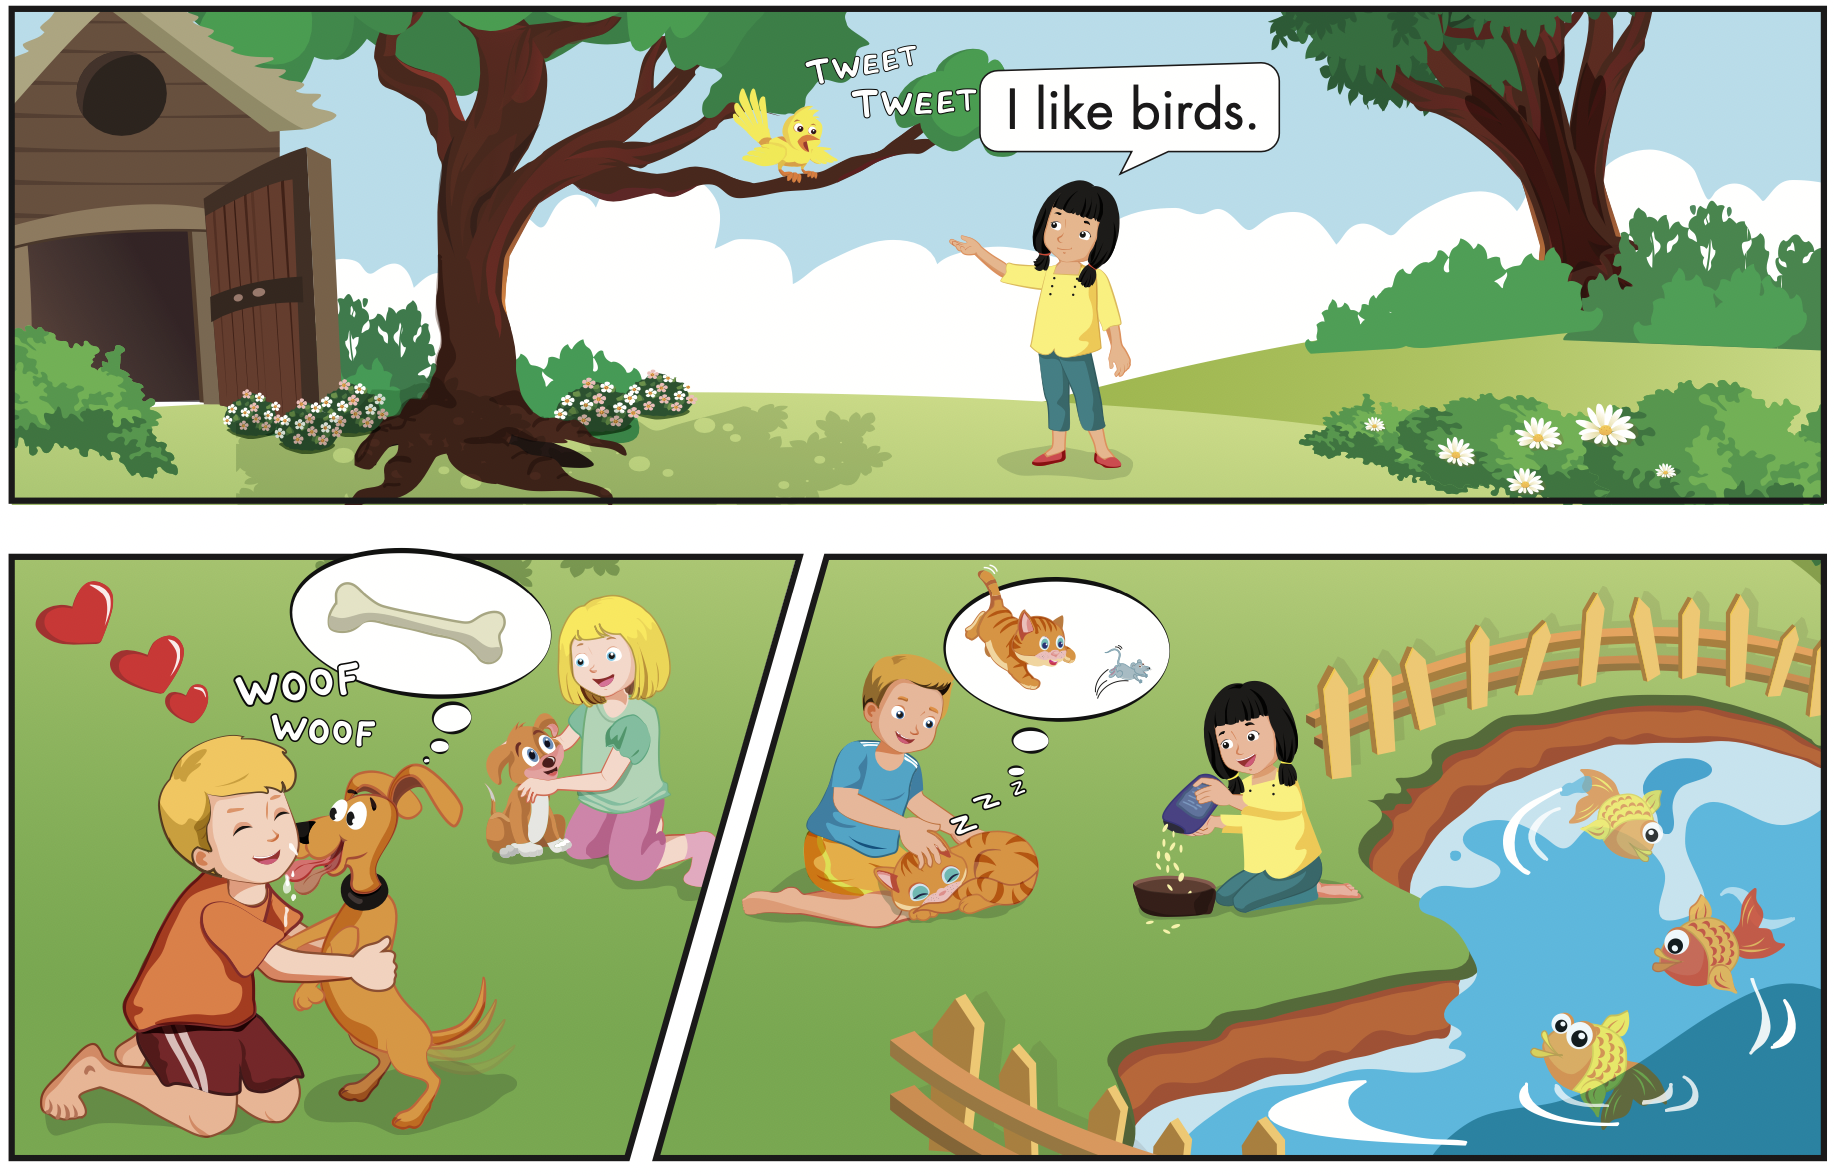 TWEET
TWEET
I like birds.
WOOF
WOOF
z
z
z